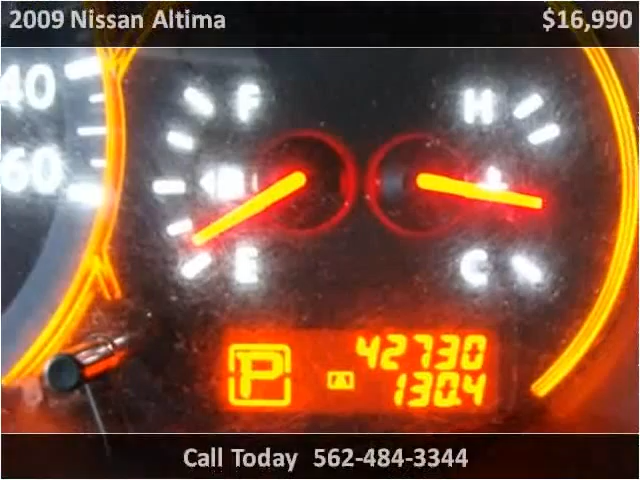 2009 Nissan Altima $16,990
40
60
F H
E C
P 42730
A 130.4
Call Today 562-484-3344